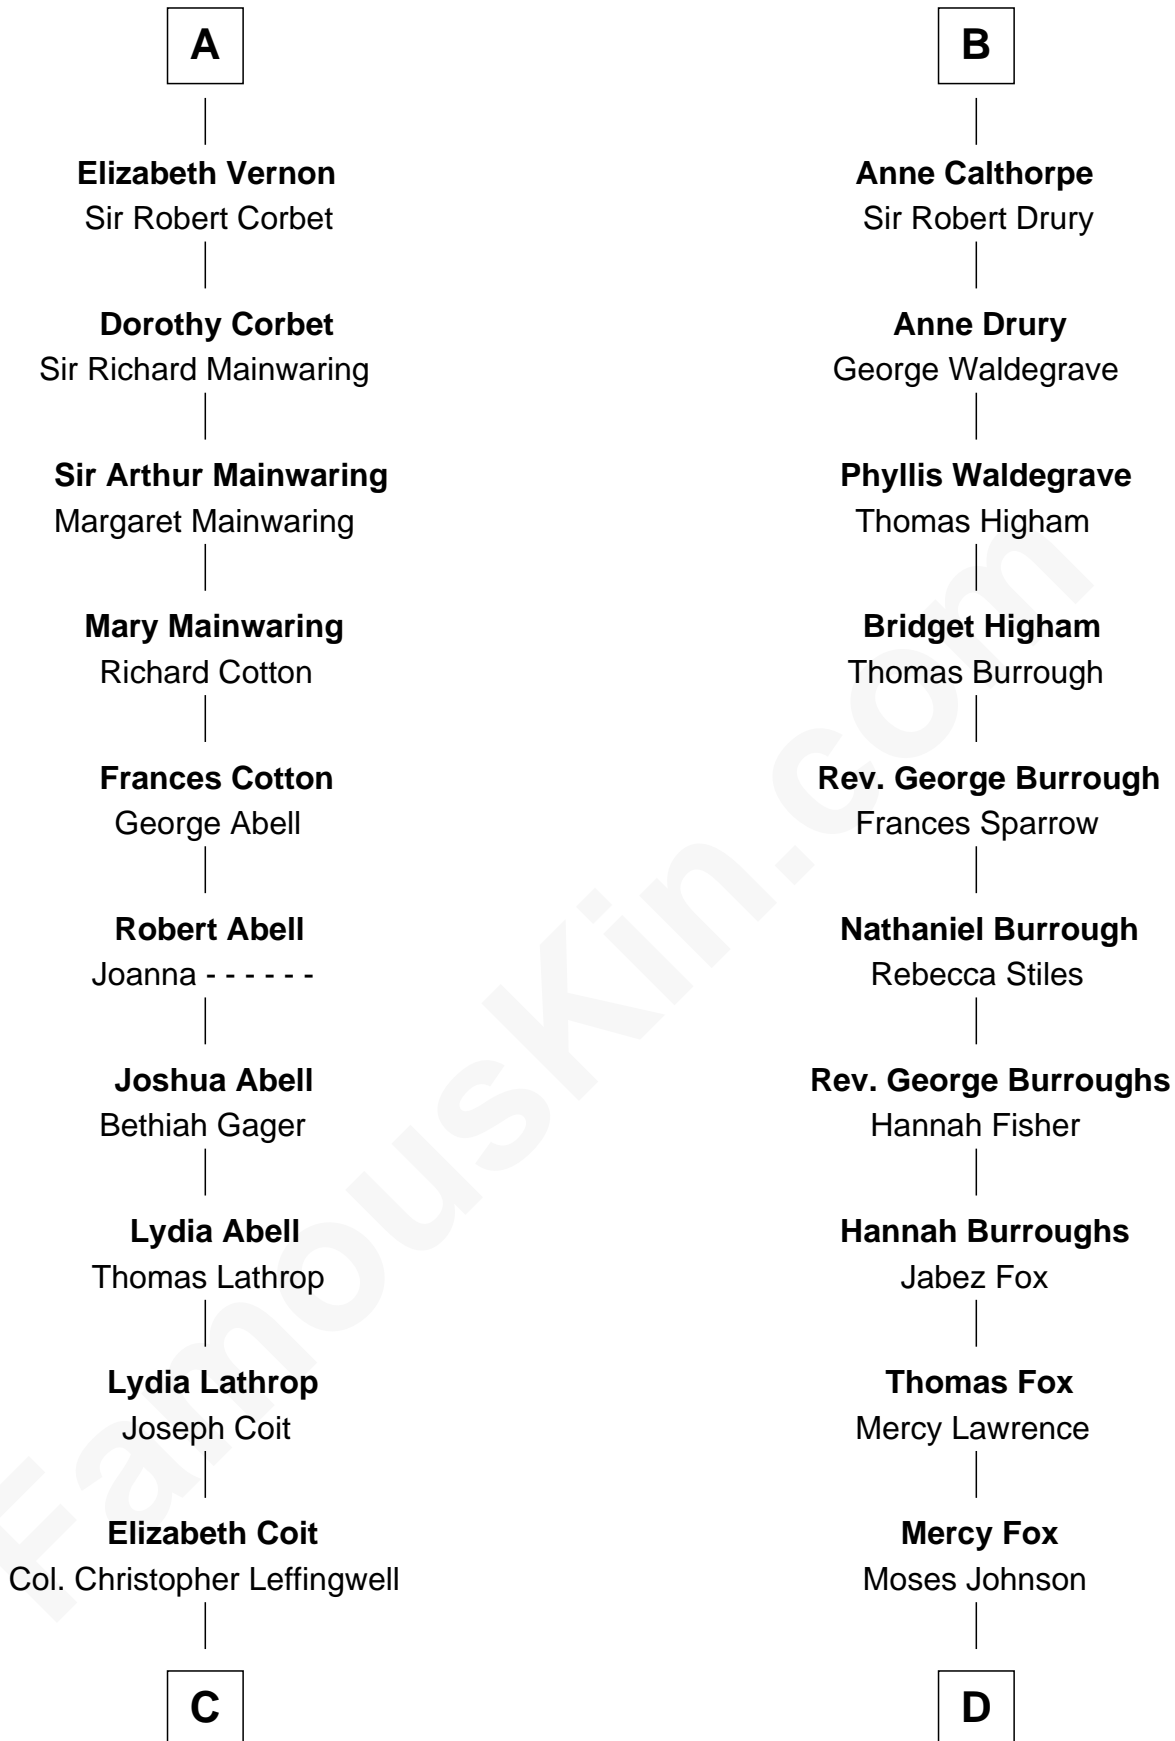 A
Elizabeth Vernon
Sir Robert Corbet
Dorothy Corbet
Sir Richard Mainwaring
Sir Arthur Mainwaring
Margaret Mainwaring
Mary Mainwaring
Richard Cotton
Frances Cotton
George Abell
Robert Abell
Joanna - - - - - -
Joshua Abell
Bethiah Gager
Lydia Abell
Thomas Lathrop
Lydia Lathrop
Joseph Coit
Elizabeth Coit
Col. Christopher Leffingwell
C
B
Anne Calthorpe
Sir Robert Drury
Anne Drury
George Waldegrave
Phyllis Waldegrave
Thomas Higham
Bridget Higham
Thomas Burrough
Rev. George Burrough
Frances Sparrow
Nathaniel Burrough
Rebecca Stiles
Rev. George Burroughs
Hannah Fisher
Hannah Burroughs
Jabez Fox
Thomas Fox
Mercy Lawrence
Mercy Fox
Moses Johnson
D
FamousKin.com